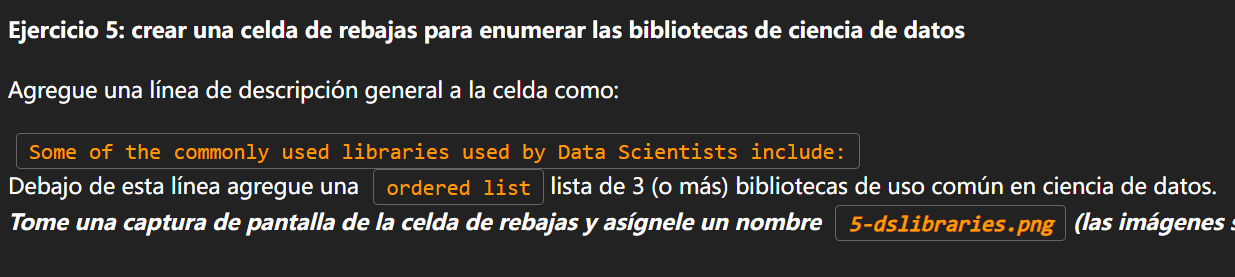 Ejercicio 5: crear una celda de rebajas para enumerar las bibliotecas de ciencia de datos
Agregue una línea de descripción general a la celda como:
Some of the commonly used libraries used by Data Scientists include:
Debajo de esta línea agregue una ordered list lista de 3 (o más) bibliotecas de uso común en ciencia de datos.
Tome una captura de pantalla de la celda de rebajas y asígnele un nombre 5-dslibraries.png (las imágenes s